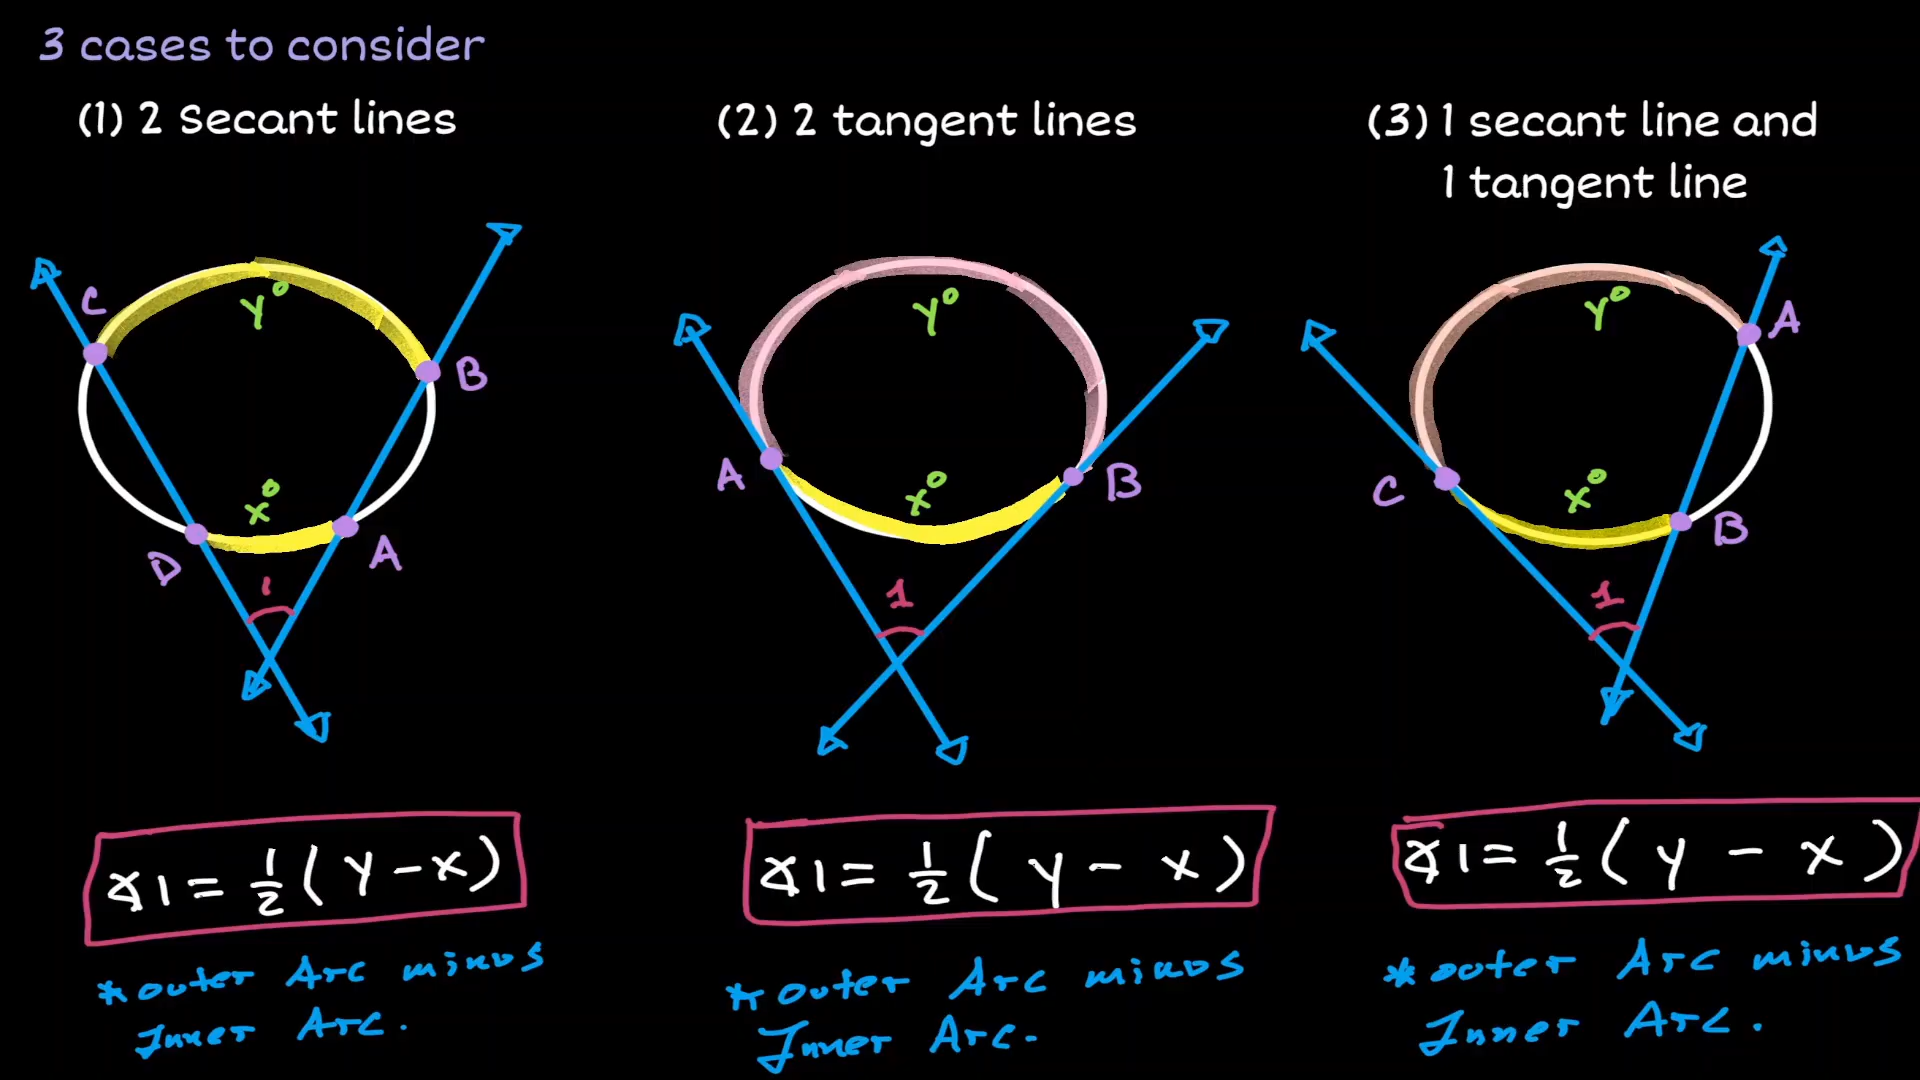 3 cases to consider
(1) 2 secant lines
C
y°
B
x°
D
A
1
∡1 = 1/2 (y - x)
*outer Arc minus
Inner Arc.
(2) 2 tangent lines
y°
A
x°
B
1
∡1 = 1/2 (y - x)
*outer Arc minus
Inner Arc.
(3) 1 secant line and
1 tangent line
y°
A
C
x°
B
1
∡1 = 1/2 (y - x)
*outer Arc minus
Inner Arc.